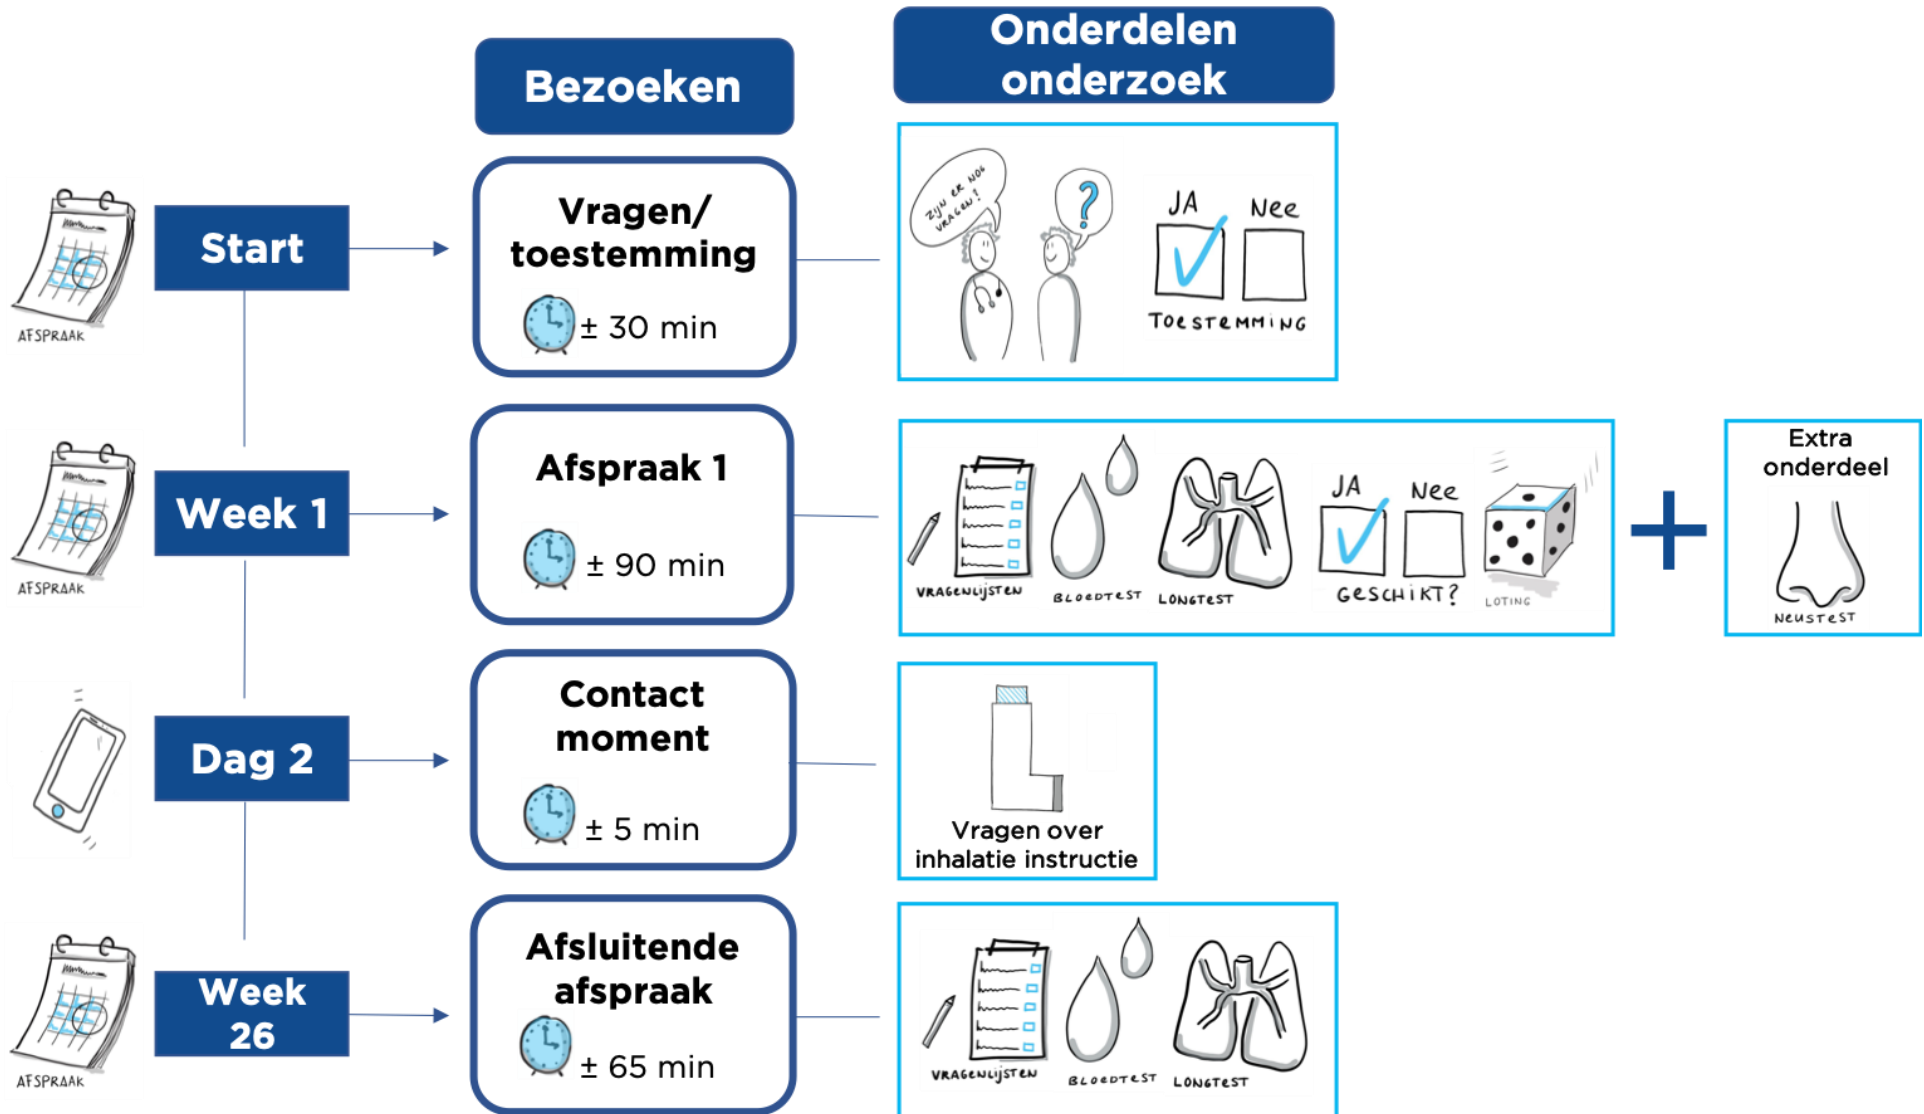 Bezoeken
Onderdelen
onderzoek
AFSPRAAK
Start
Vragen/
toestemming
± 30 min
ZIJN ER NOG
VRAGEN?
?
JA Nee
TOESTEMMING
AFSPRAAK
Week 1
Afspraak 1
± 90 min
VRAGENLIJSTEN
BLOEDTEST
LONGTEST
JA Nee
GESCHIKT?
LOTING
+
Extra
onderdeel
NEUSTEST
Dag 2
Contact
moment
± 5 min
Vragen over
inhalatie instructie
AFSPRAAK
Week
26
Afsluitende
afspraak
± 65 min
VRAGENLIJSTEN
BLOEDTEST
LONGTEST